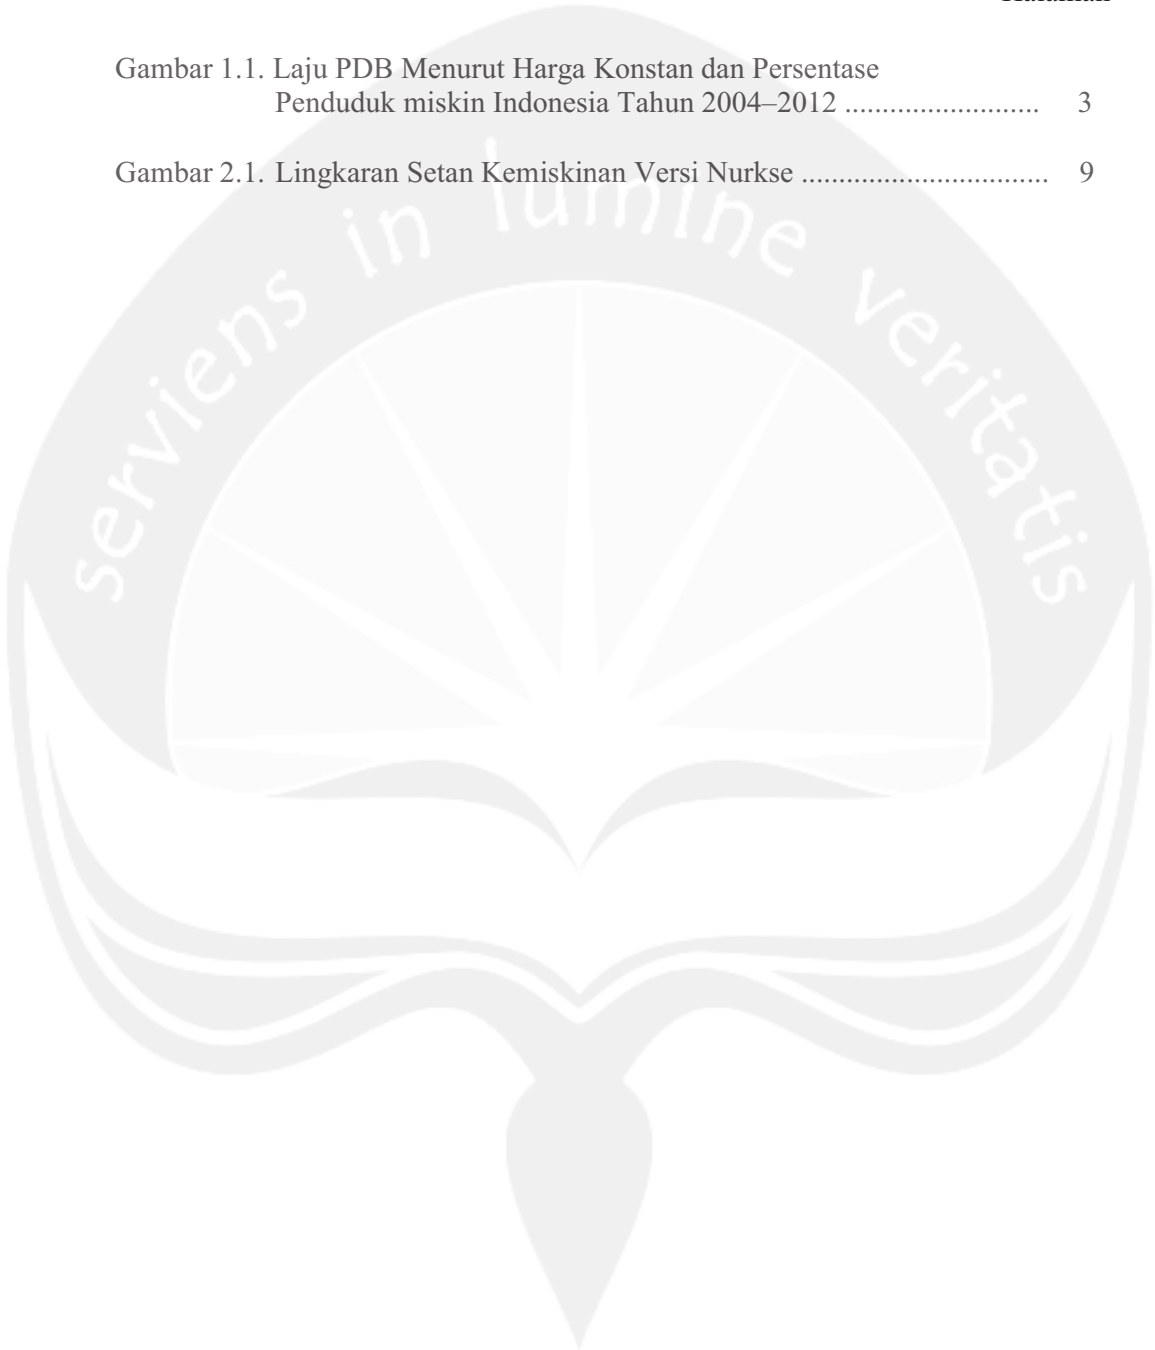 Gambar 1.1. Laju PDB Menurut Harga Konstan dan Persentase
Penduduk miskin Indonesia Tahun 2004–2012 .......................... 3
Gambar 2.1. Lingkaran Setan Kemiskinan Versi Nurkse ................................. 9
serviens in lumine veritatis